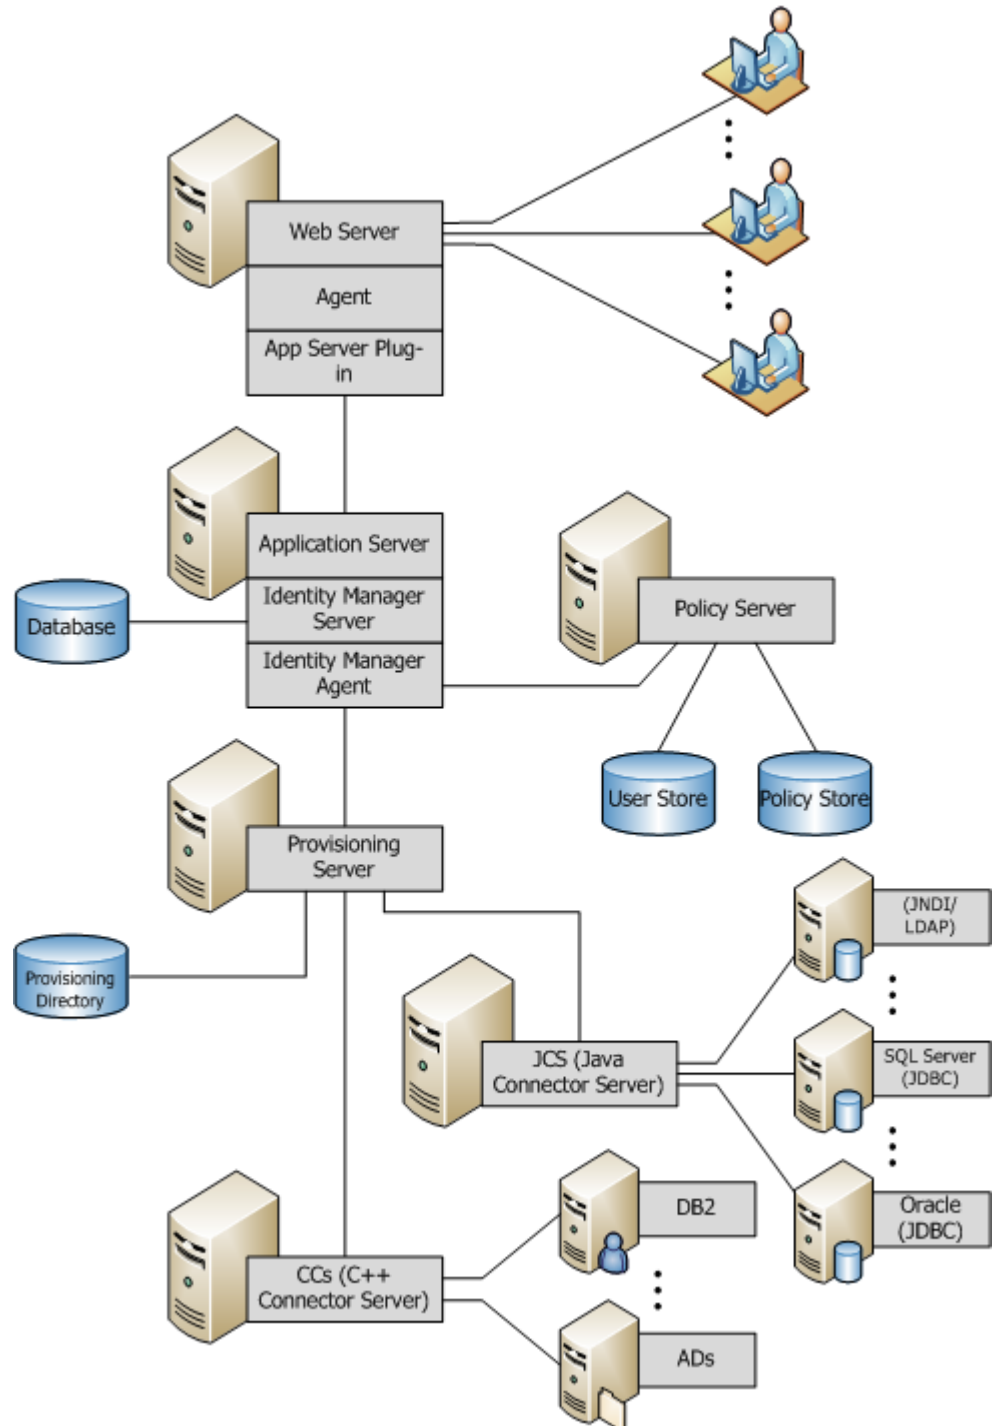 Web Server
Agent
App Server Plug-
in
Application Server
Identity Manager
Server
Identity Manager
Agent
Database
Policy Server
User Store
Policy Store
Provisioning
Server
Provisioning
Directory
(JNDI/
LDAP)
JCS (Java
Connector Server)
SQL Server
(JDBC)
Oracle
(JDBC)
DB2
CCs (C++
Connector Server)
ADs